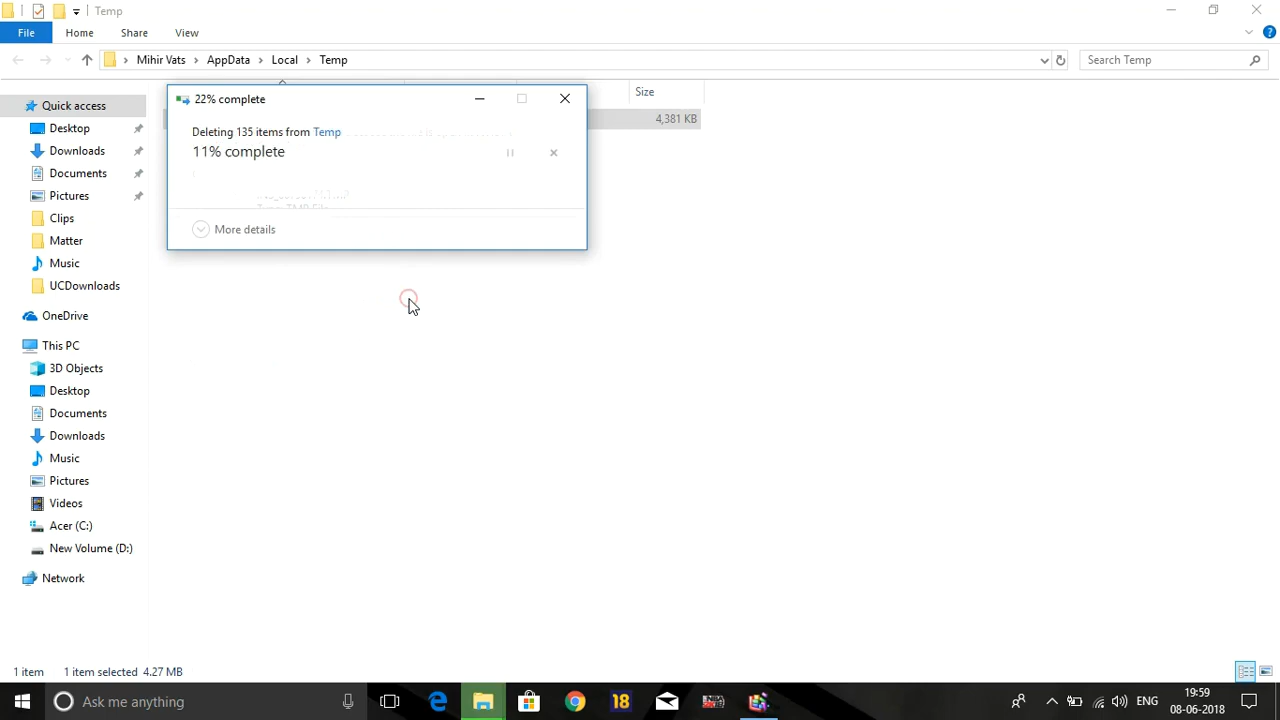 Temp
File
Home
Share
View
Mihir Vats
AppData
Local
Temp
Search Temp
Size
4,381 KB
22% complete
Deleting 135 items from Temp
11% complete
More details
Quick access
Desktop
Downloads
Documents
Pictures
Clips
Matter
Music
UCDownloads
OneDrive
This PC
3D Objects
Desktop
Documents
Downloads
Music
Pictures
Videos
Acer (C:)
New Volume (D:)
Network
1 item
1 item selected 4.27 MB
Ask me anything
18
ENG
19:59
08-06-2018